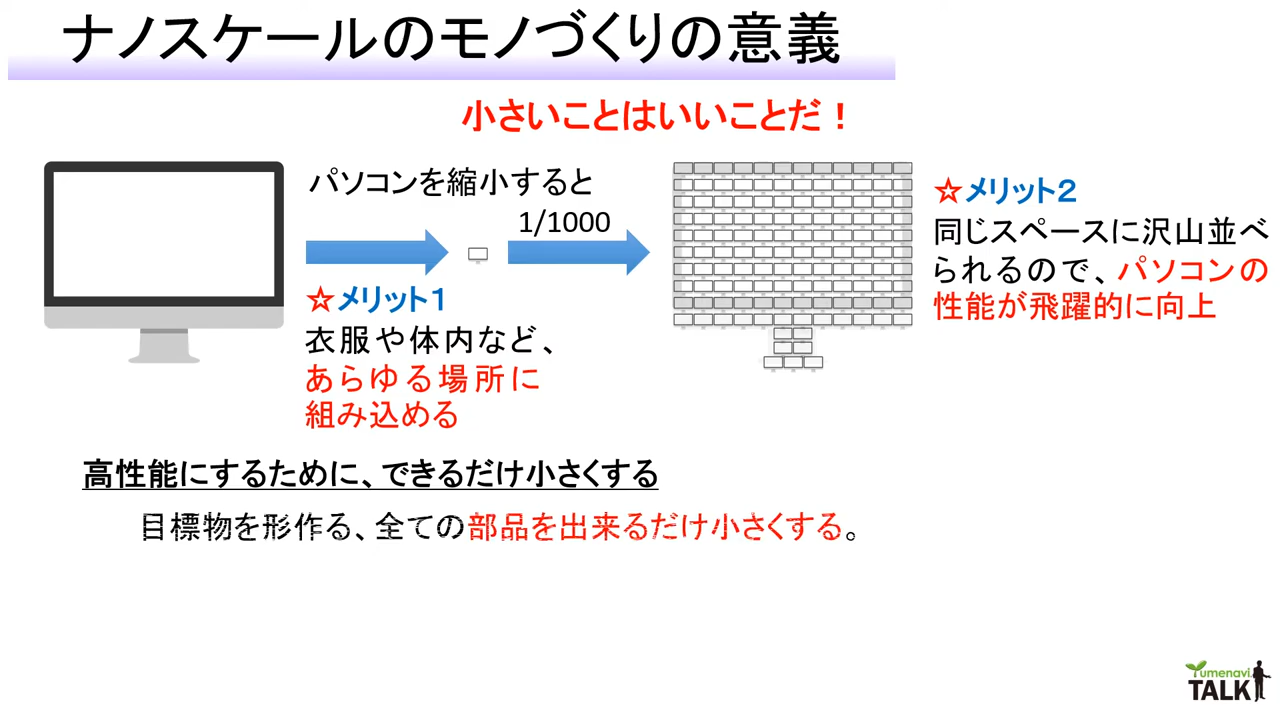 ナノスケールのモノづくりの意義
小さいことはいいことだ！
パソコンを縮小すると
1/1000
☆メリット1
衣服や体内など、
あらゆる場所に
組み込める
☆メリット2
同じスペースに沢山並べ
られるので、パソコンの
性能が飛躍的に向上
高性能にするために、できるだけ小さくする
目標物を形作る、全ての部品を出来るだけ小さくする。
Yumenavi
TALK